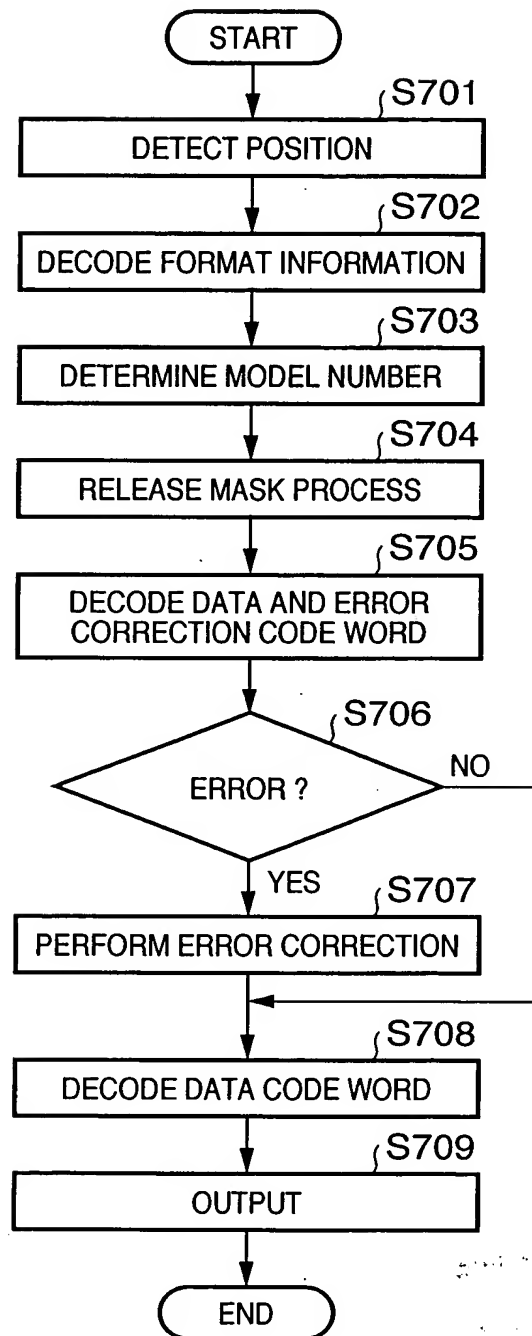 START
S701
DETECT POSITION
S702
DECODE FORMAT INFORMATION
S703
DETERMINE MODEL NUMBER
S704
RELEASE MASK PROCESS
S705
DECODE DATA AND ERROR
CORRECTION CODE WORD
S706
ERROR ?
NO
YES
S707
PERFORM ERROR CORRECTION
S708
DECODE DATA CODE WORD
S709
OUTPUT
END